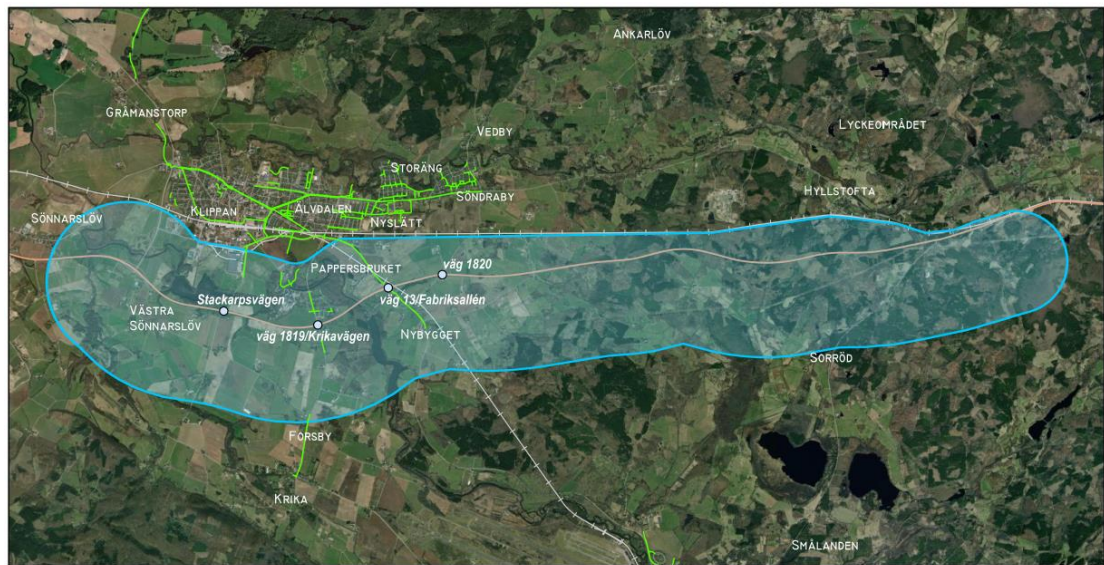 ANKARLÖV
GRÅMANSTORP
LYCKEOMRÅDET
VEDBY
STORÄNG
HYLLSTOFTA
SÖNDRABY
KLIPPAN
ÄLVDALEN
SÖNNARSLÖV
NYSLÄTT
PAPPERSBRUKET
väg 1820
Stackarpsvägen
väg 13/Fabriksallén
VÄSTRA
SÖNNARSLÖV
väg 1819/Krikavägen
NYBYGGET
SORRÖD
FORSBY
KRIKA
SMÅLANDEN